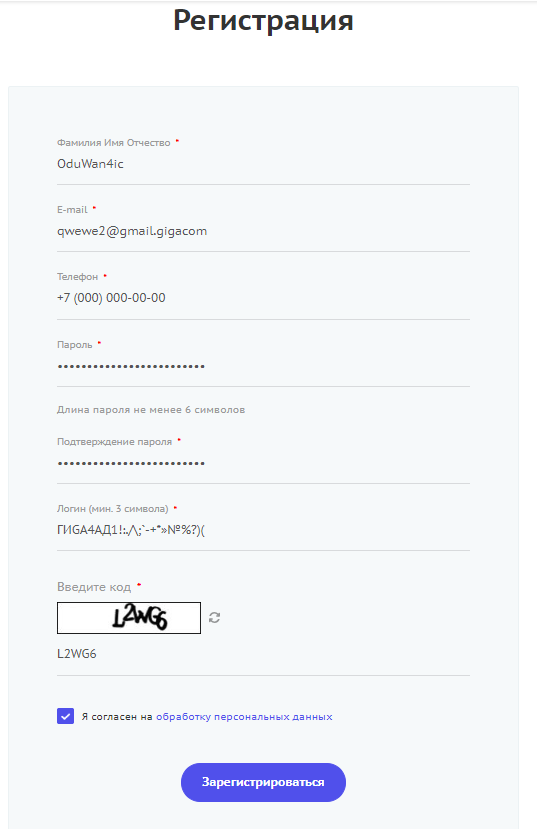 Регистрация
Фамилия Имя Отчество *
OduWan4ic
E-mail *
qwewe2@gmail.gigacom
Телефон *
+7 (000) 000-00-00
Пароль *
•••••••••••••••••••••••••
Длина пароля не менее 6 символов
Подтверждение пароля *
•••••••••••••••••••••••••
Логин (мин. 3 символа) *
ГИGA4АД1!:./\;`-+*»№%?)(
Введите код *
L2WG6
L2WG6
Я согласен на обработку персональных данных
Зарегистрироваться